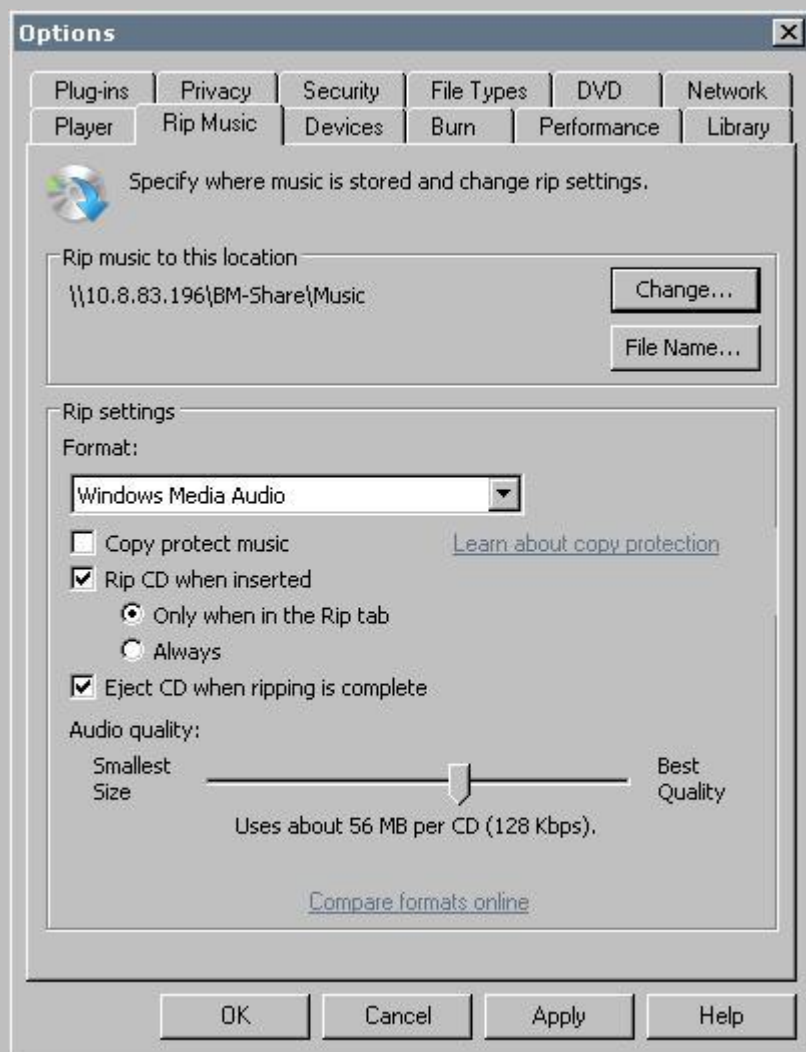 Options
Plug-ins Privacy Security File Types DVD Network
Player Rip Music Devices Burn Performance Library
Specify where music is stored and change rip settings.
Rip music to this location
\\10.8.83.196\BM-Share\Music
Change...
File Name...
Rip settings
Format:
Windows Media Audio
Copy protect music Learn about copy protection
Rip CD when inserted
Only when in the Rip tab
Always
Eject CD when ripping is complete
Audio quality:
Smallest Size
Best Quality
Uses about 56 MB per CD (128 Kbps).
Compare formats online
OK Cancel Apply Help